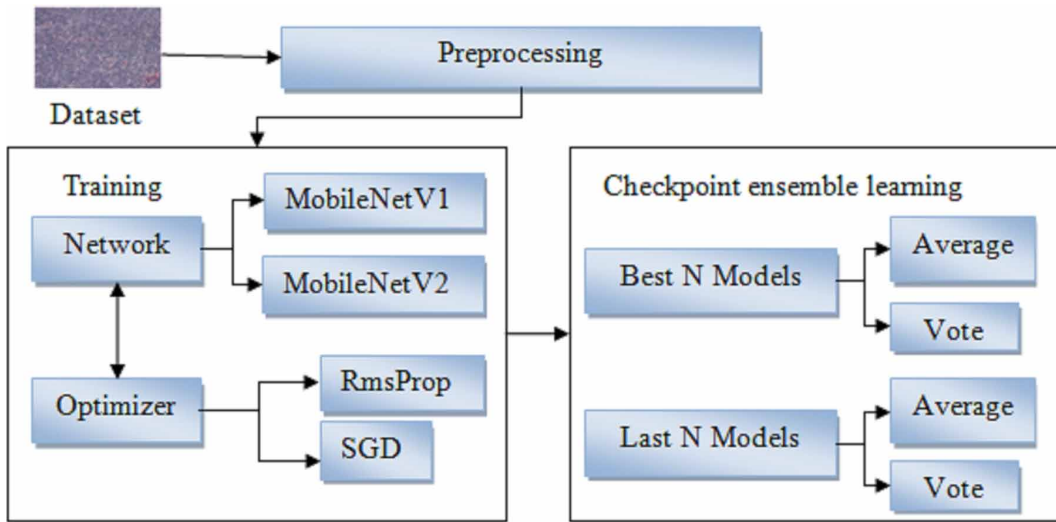 Preprocessing
Dataset
Training
Network
MobileNetV1
MobileNetV2
Optimizer
RmsProp
SGD
Checkpoint ensemble learning
Best N Models
Average
Vote
Last N Models
Average
Vote